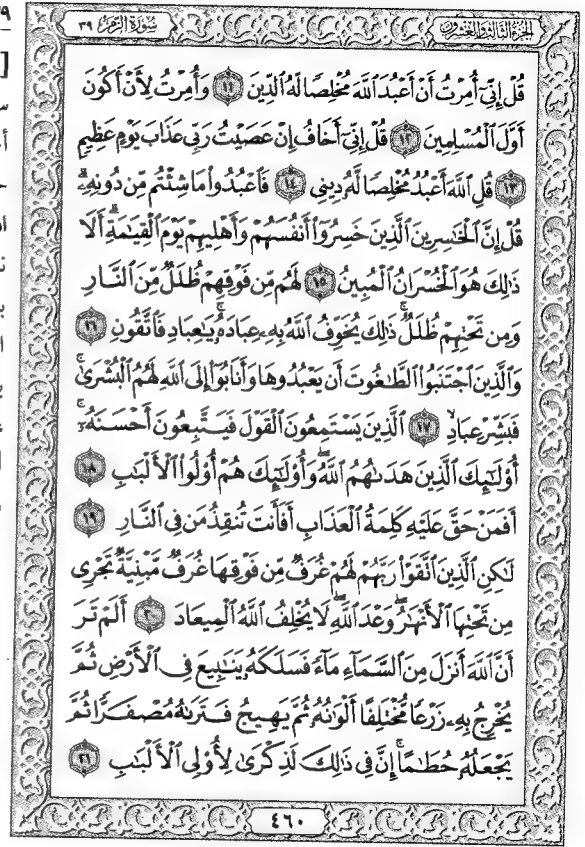 الجزء الثالث والعشرون
سورة الزمر ٣٩
قُلْ إِنِّيٓ أُمِرْتُ أَنْ أَعْبُدَ ٱللَّهَ مُخْلِصًا لَّهُ ٱلدِّينَ ١١ وَأُمِرْتُ لِأَنْ أَكُونَ
أَوَّلَ ٱلْمُسْلِمِينَ ١٢ قُلْ إِنِّيٓ أَخَافُ إِنْ عَصَيْتُ رَبِّي عَذَابَ يَوْمٍ عَظِيمٍ
١٣ قُلِ ٱللَّهَ أَعْبُدُ مُخْلِصًا لَّهُۥ دِينِي ١٤ فَٱعْبُدُوا۟ مَا شِئْتُم مِّن دُونِهِۦ ۗ
قُلْ إِنَّ ٱلْخَـٰسِرِينَ ٱلَّذِينَ خَسِرُوٓا۟ أَنفُسَهُمْ وَأَهْلِيهِمْ يَوْمَ ٱلْقِيَـٰمَةِ ۗ أَلَا
ذَٰلِكَ هُوَ ٱلْخُسْرَانُ ٱلْمُبِينُ ١٥ لَهُم مِّن فَوْقِهِمْ ظُلَلٌ مِّنَ ٱلنَّارِ
وَمِن تَحْتِهِمْ ظُلَلٌ ۚ ذَٰلِكَ يُخَوِّفُ ٱللَّهُ بِهِۦ عِبَادَهُۥ ۚ يَـٰعِبَادِ فَٱتَّقُونِ ١٦
وَٱلَّذِينَ ٱجْتَنَبُوا۟ ٱلطَّـٰغُوتَ أَن يَعْبُدُوهَا وَأَنَابُوٓا۟ إِلَى ٱللَّهِ لَهُمُ ٱلْبُشْرَىٰ ۚ
فَبَشِّرْ عِبَادِ ١٧ ٱلَّذِينَ يَسْتَمِعُونَ ٱلْقَوْلَ فَيَتَّبِعُونَ أَحْسَنَهُۥٓ ۚ
أُو۟لَـٰٓئِكَ ٱلَّذِينَ هَدَىٰهُمُ ٱللَّهُ ۖ وَأُو۟لَـٰٓئِكَ هُمْ أُو۟لُوا۟ ٱلْأَلْبَـٰبِ ١٨
أَفَمَنْ حَقَّ عَلَيْهِ كَلِمَةُ ٱلْعَذَابِ أَفَأَنتَ تُنقِذُ مَن فِي ٱلنَّارِ ١٩
لَـٰكِنِ ٱلَّذِينَ ٱتَّقَوْا۟ رَبَّهُمْ لَهُمْ غُرَفٌ مِّن فَوْقِهَا غُرَفٌ مَّبْنِيَّةٌ تَجْرِي
مِن تَحْتِهَا ٱلْأَنْهَـٰرُ ۖ وَعْدَ ٱللَّهِ ۖ لَا يُخْلِفُ ٱللَّهُ ٱلْمِيعَادَ ٢٠ أَلَمْ تَرَ
أَنَّ ٱللَّهَ أَنزَلَ مِنَ ٱلسَّمَآءِ مَآءً فَسَلَكَهُۥ يَنَـٰبِيعَ فِي ٱلْأَرْضِ ثُمَّ
يُخْرِجُ بِهِۦ زَرْعًا مُّخْتَلِفًا أَلْوَٰنُهُۥ ثُمَّ يَهِيجُ فَتَرَىٰهُ مُصْفَرًّا ثُمَّ
يَجْعَلُهُۥ حُطَـٰمًا ۚ إِنَّ فِي ذَٰلِكَ لَذِكْرَىٰ لِأُو۟لِي ٱلْأَلْبَـٰبِ ٢١
٤٦٠